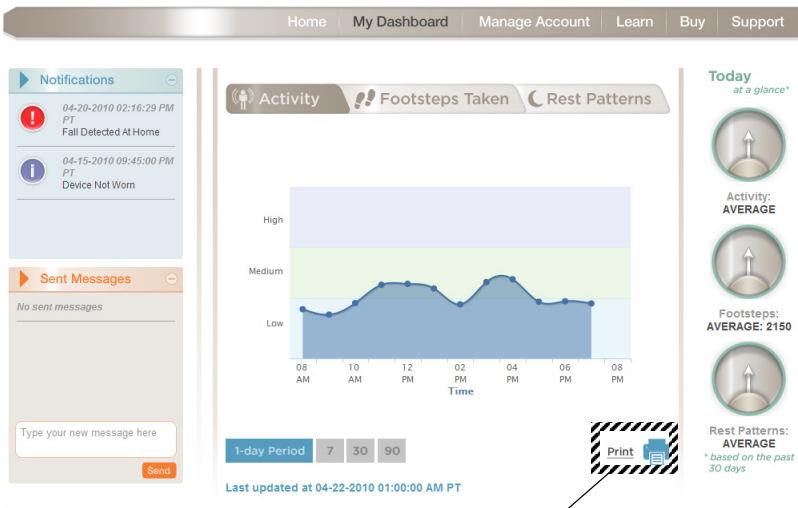 Home My Dashboard Manage Account Learn Buy Support
Notifications
04-20-2010 02:16:29 PM
PT
Fall Detected At Home
04-15-2010 09:45:00 PM
PT
Device Not Worn
Sent Messages
No sent messages
Type your new message here
Send
Activity Footsteps Taken Rest Patterns
High
Medium
Low
08 10 12 02 04 06 08
AM AM PM PM PM PM PM
Time
1-day Period 7 30 90
Print
Last updated at 04-22-2010 01:00:00 AM PT
Today
at a glance*
Activity:
AVERAGE
Footsteps:
AVERAGE: 2150
Rest Patterns:
AVERAGE
* based on the past
30 days